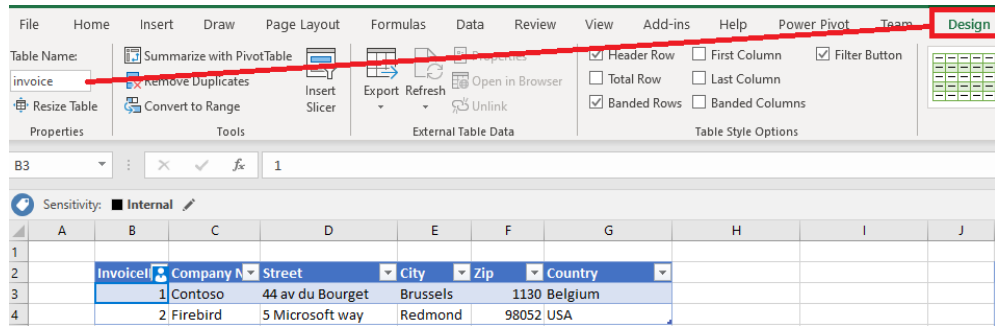 File Home Insert Draw Page Layout Formulas Data Review View Add-ins Help Power Pivot Team Design
Table Name: Summarize with PivotTable Properties Header Row First Column Filter Button
invoice Remove Duplicates Insert Slicer Export Refresh Open in Browser Total Row Last Column
Resize Table Convert to Range Unlink Banded Rows Banded Columns
Properties Tools External Table Data Table Style Options
B3 fx 1
Sensitivity: Internal
A B C D E F G H I J
1
2 InvoiceI Company N Street City Zip Country
3 1 Contoso 44 av du Bourget Brussels 1130 Belgium
4 2 Firebird 5 Microsoft way Redmond 98052 USA